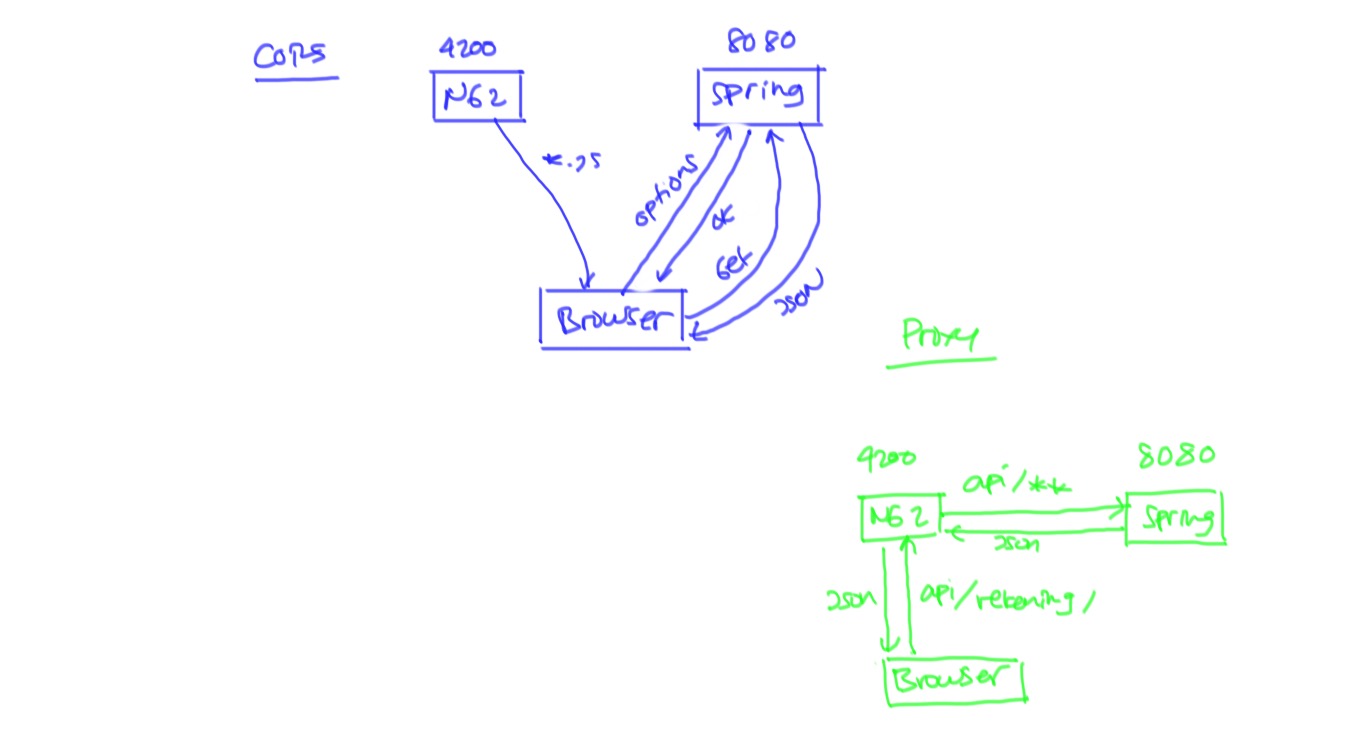 CORS
4200
8080
NG2
Spring
*.js
options
OK
Get
JSON
Browser
Proxy
4200
8080
api/**
NG2
Spring
JSON
JSON
api/rekening/
Browser